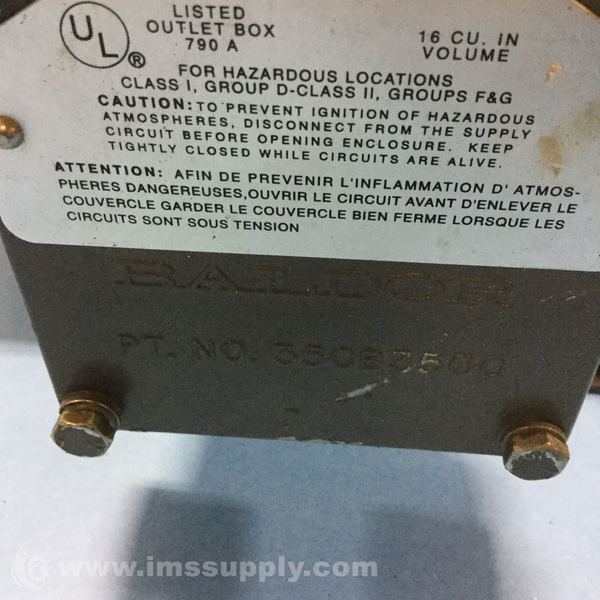 UL ®
LISTED
OUTLET BOX
790 A
16 CU. IN
VOLUME
FOR HAZARDOUS LOCATIONS
CLASS I, GROUP D-CLASS II, GROUPS F&G
CAUTION: TO PREVENT IGNITION OF HAZARDOUS
ATMOSPHERES, DISCONNECT FROM THE SUPPLY
CIRCUIT BEFORE OPENING ENCLOSURE. KEEP
TIGHTLY CLOSED WHILE CIRCUITS ARE ALIVE.
ATTENTION: AFIN DE PREVENIR L'INFLAMMATION D' ATMOS-
PHERES DANGEREUSES, OUVRIR LE CIRCUIT AVANT D'ENLEVER LE
COUVERCLE GARDER LE COUVERCLE BIEN FERME LORSQUE LES
CIRCUITS SONT SOUS TENSION
BALDOR
PT. NO.
www.imssupply.com